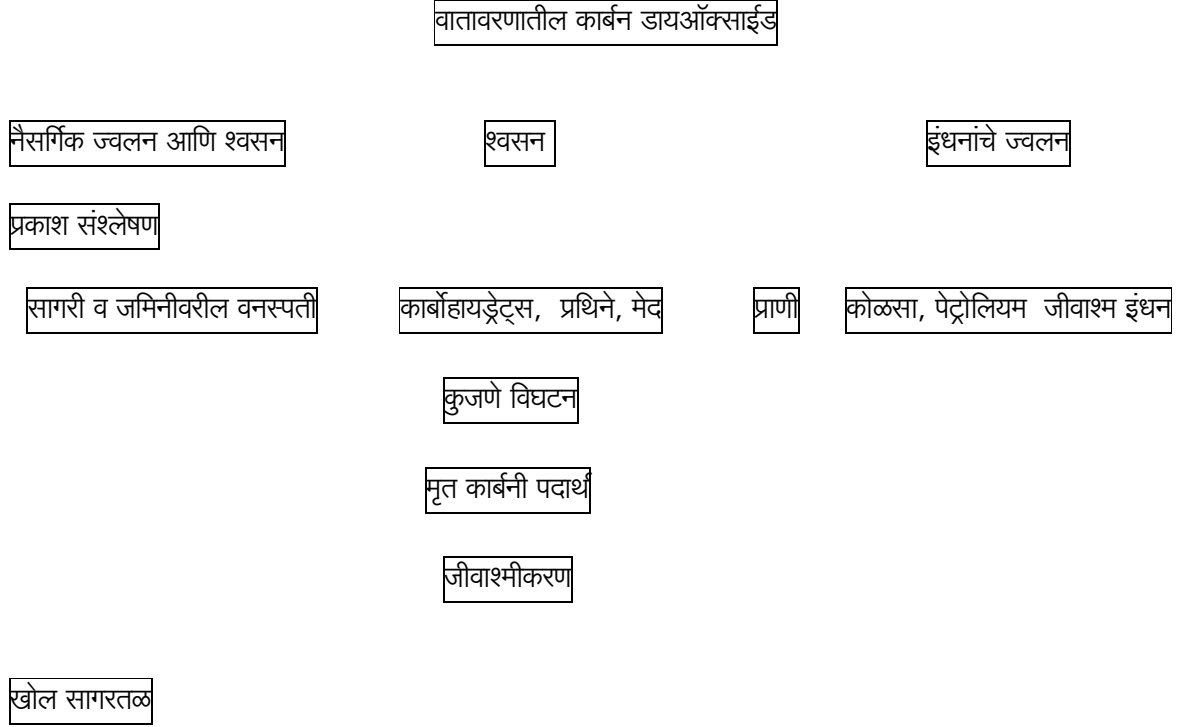 वातावरणातील कार्बन डायऑक्साईड
नैसर्गिक ज्वलन आणि श्वसन श्वसन इंधनांचे ज्वलन
प्रकाश संश्लेषण
सागरी व जमिनीवरील वनस्पती कार्बोहायड्रेट्स, प्रथिने, मेद प्राणी कोळसा, पेट्रोलियम जीवाश्म इंधन
कुजणे विघटन
मृत कार्बनी पदार्थ
जीवाश्मीकरण
खोल सागरतळ